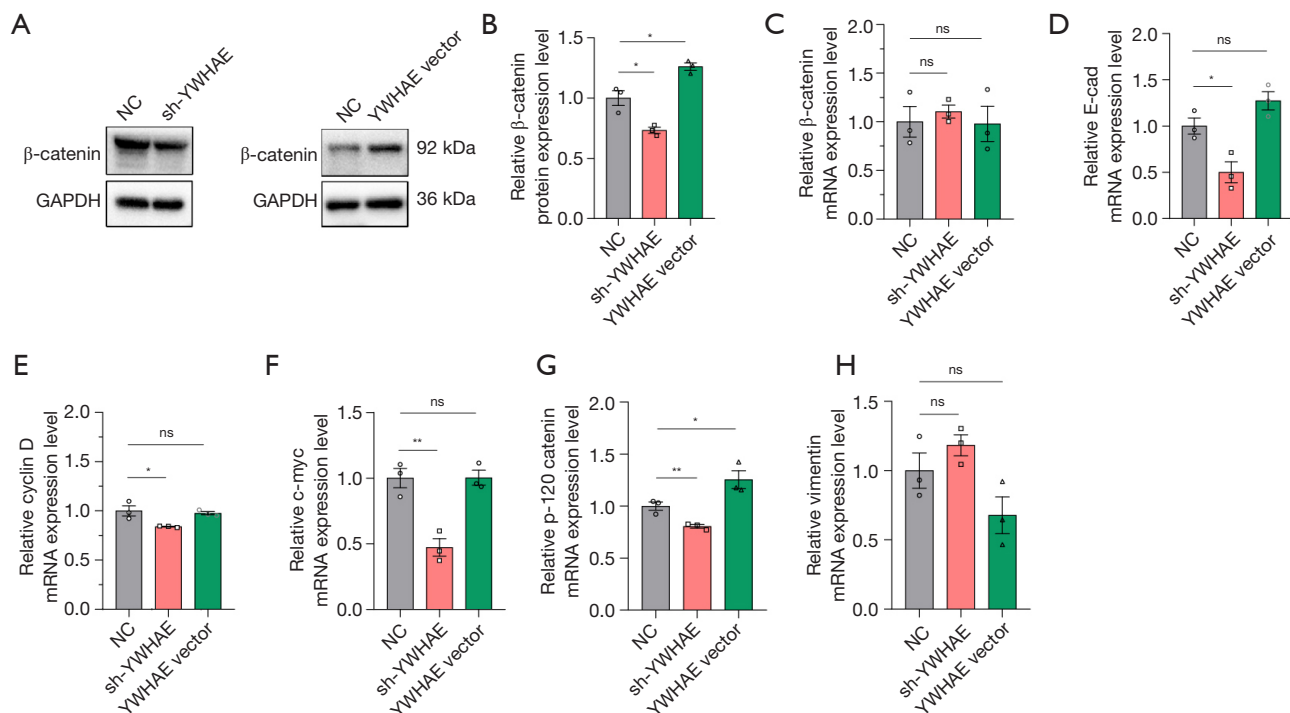 A
NC
sh-YWHAE
β-catenin
GAPDH
NC
YWHAE vector
β-catenin
92 kDa
GAPDH
36 kDa
B
Relative β-catenin
protein expression level
1.5
1.0
0.5
0.0
*
*
NC
sh-YWHAE
YWHAE vector
C
Relative β-catenin
mRNA expression level
2.0
1.5
1.0
0.5
0.0
ns
ns
NC
sh-YWHAE
YWHAE vector
D
Relative E-cad
mRNA expression level
2.0
1.5
1.0
0.5
0.0
ns
*
NC
sh-YWHAE
YWHAE vector
E
Relative cyclin D
mRNA expression level
2.0
1.5
1.0
0.5
0.0
ns
*
NC
sh-YWHAE
YWHAE vector
F
Relative c-myc
mRNA expression level
1.5
1.0
0.5
0.0
ns
**
NC
sh-YWHAE
YWHAE vector
G
Relative p-120 catenin
mRNA expression level
2.0
1.5
1.0
0.5
0.0
*
**
NC
sh-YWHAE
YWHAE vector
H
Relative vimentin
mRNA expression level
1.5
1.0
0.5
0.0
ns
ns
NC
sh-YWHAE
YWHAE vector